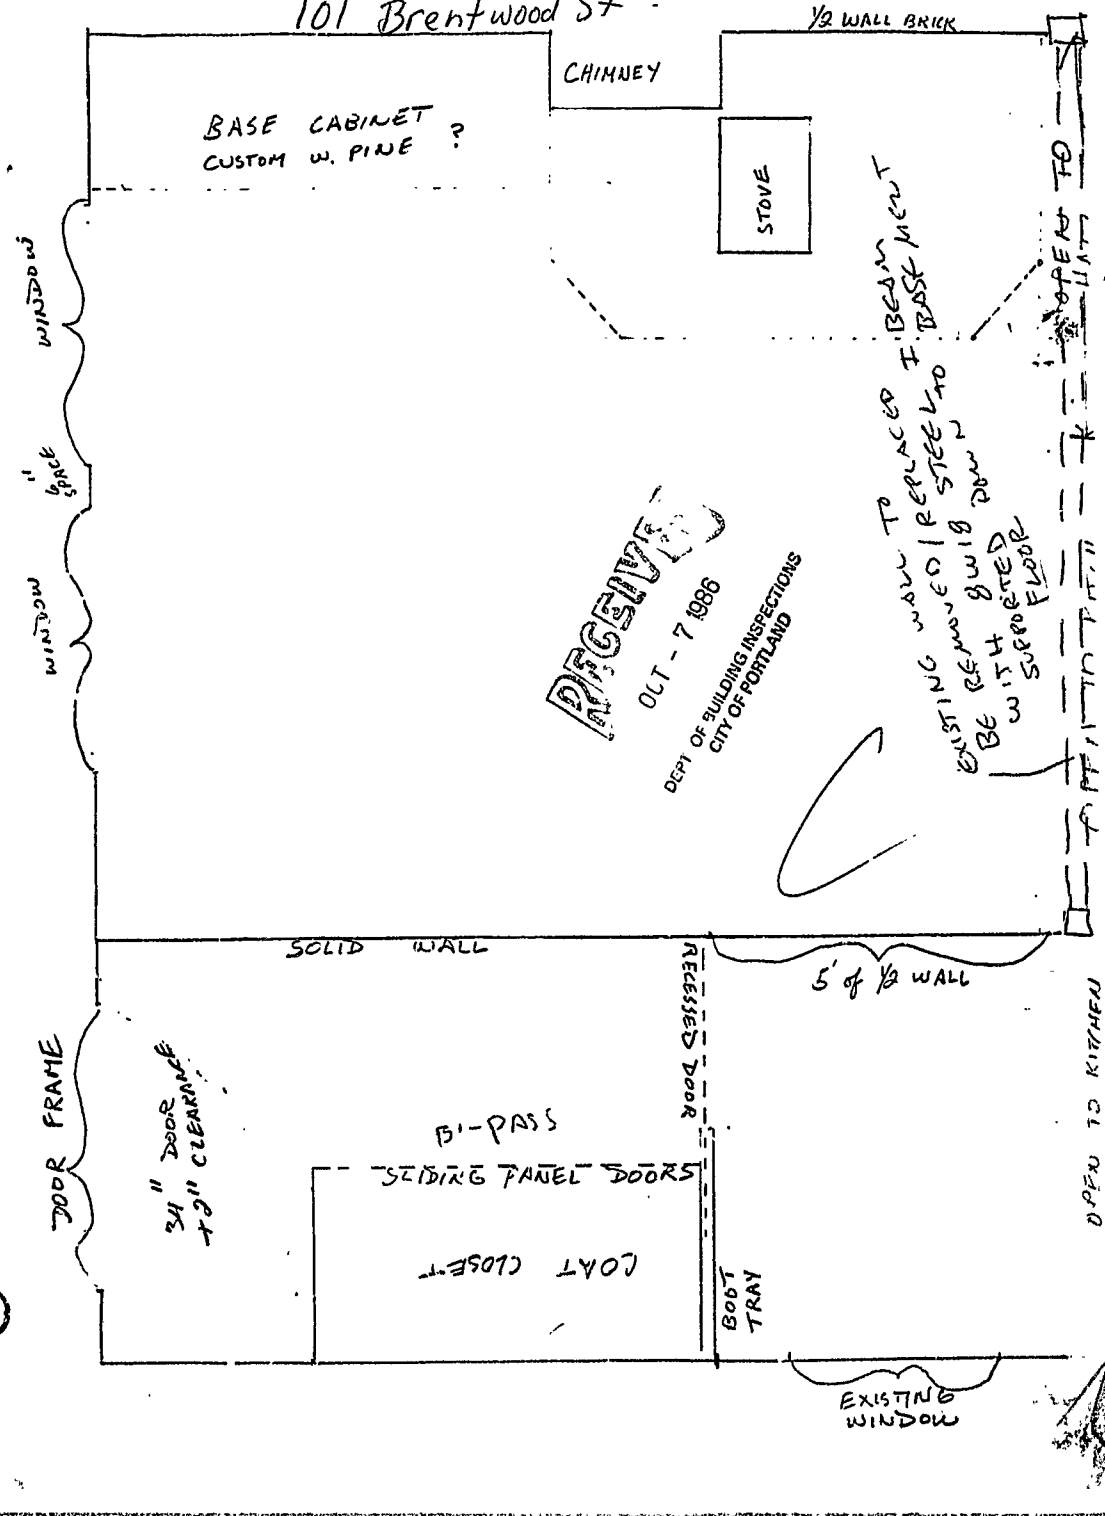 101 Brentwood St.
1/2 WALL BRICK
CHIMNEY
BASE CABINET
CUSTOM W. PINE ?
STOVE
WINDOW
6" SPACE
WINDOW
EXISTING WALL TO
BE REMOVED / REPLACED
WITH 8W18 STEEL I BEAM
SUPPORTED DOWN TO BASEMENT
FLOOR
OPEN TO
RECEIVED
OCT - 7 1986
DEPT OF BUILDING INSPECTIONS
CITY OF PORTLAND
SOLID WALL
5' of 1/2 WALL
RECESSED DOOR
OPEN TO KITCHEN
DOOR FRAME
34" DOOR
+2" CLEARANCE
BI-PASS
SLIDING PANEL DOORS
COAT CLOSET
BOOT
TRAY
EXISTING
WINDOW